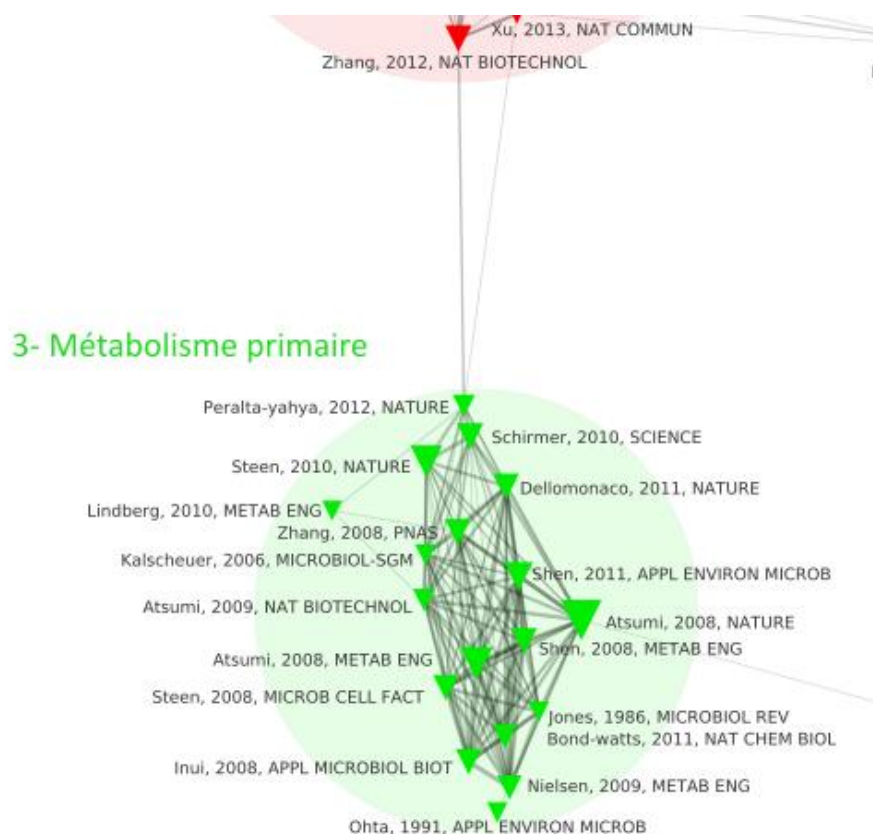 Xu, 2013, NAT COMMUN
Zhang, 2012, NAT BIOTECHNOL
3- Métabolisme primaire
Peralta-yahya, 2012, NATURE
Schirmer, 2010, SCIENCE
Steen, 2010, NATURE
Dellomonaco, 2011, NATURE
Lindberg, 2010, METAB ENG
Zhang, 2008, PNAS
Kalscheuer, 2006, MICROBIOL-SGM
Shen, 2011, APPL ENVIRON MICROB
Atsumi, 2009, NAT BIOTECHNOL
Atsumi, 2008, NATURE
Shen, 2008, METAB ENG
Atsumi, 2008, METAB ENG
Steen, 2008, MICROB CELL FACT
Jones, 1986, MICROBIOL REV
Bond-watts, 2011, NAT CHEM BIOL
Inui, 2008, APPL MICROBIOL BIOT
Nielsen, 2009, METAB ENG
Ohta, 1991, APPL ENVIRON MICROB